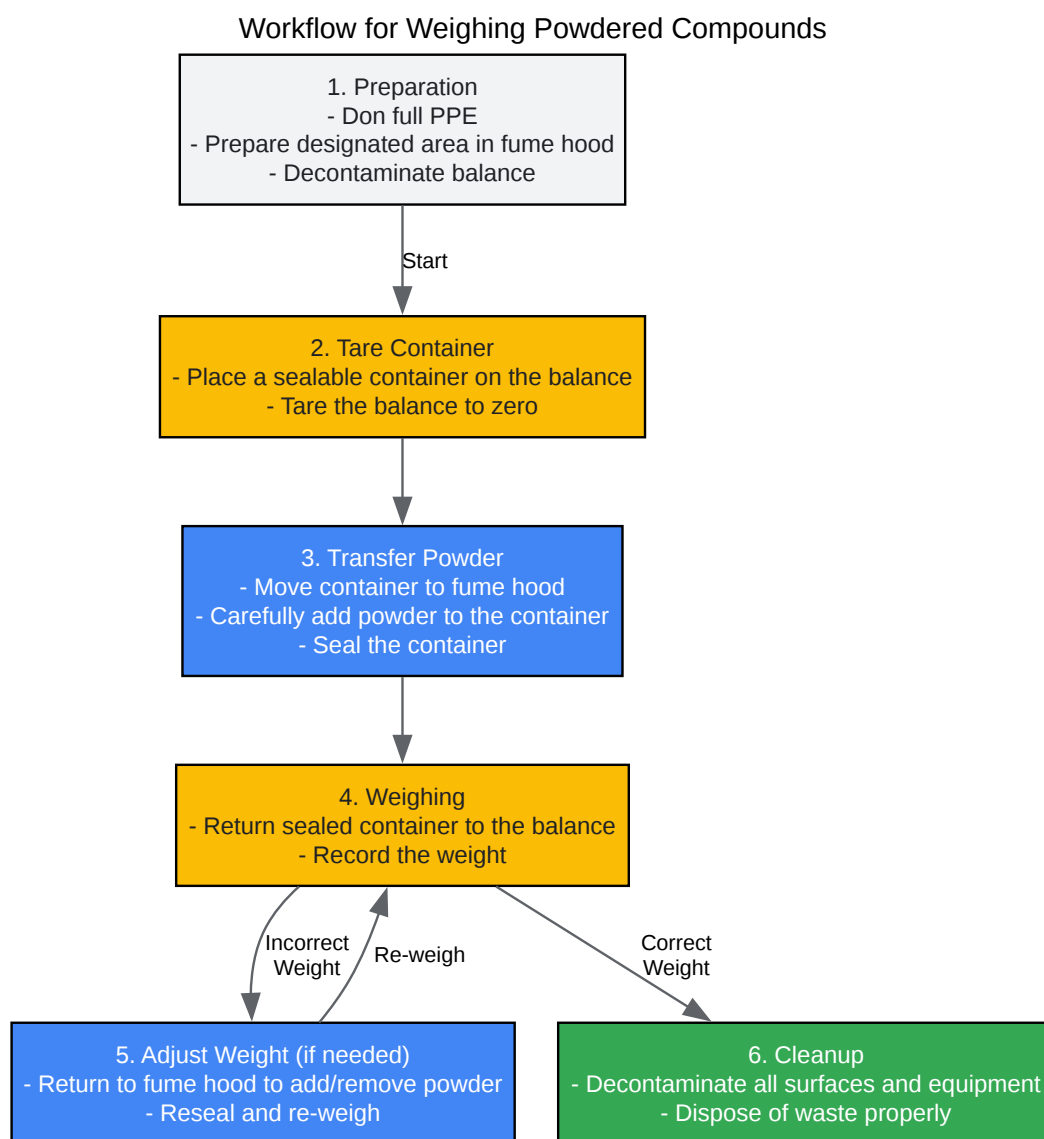 Workflow for Weighing Powdered Compounds
1. Preparation
- Don full PPE
- Prepare designated area in fume hood
- Decontaminate balance
Start
2. Tare Container
- Place a sealable container on the balance
- Tare the balance to zero
3. Transfer Powder
- Move container to fume hood
- Carefully add powder to the container
- Seal the container
4. Weighing
- Return sealed container to the balance
- Record the weight
Incorrect
Weight
Re-weigh
Correct
Weight
5. Adjust Weight (if needed)
- Return to fume hood to add/remove powder
- Reseal and re-weigh
6. Cleanup
- Decontaminate all surfaces and equipment
- Dispose of waste properly